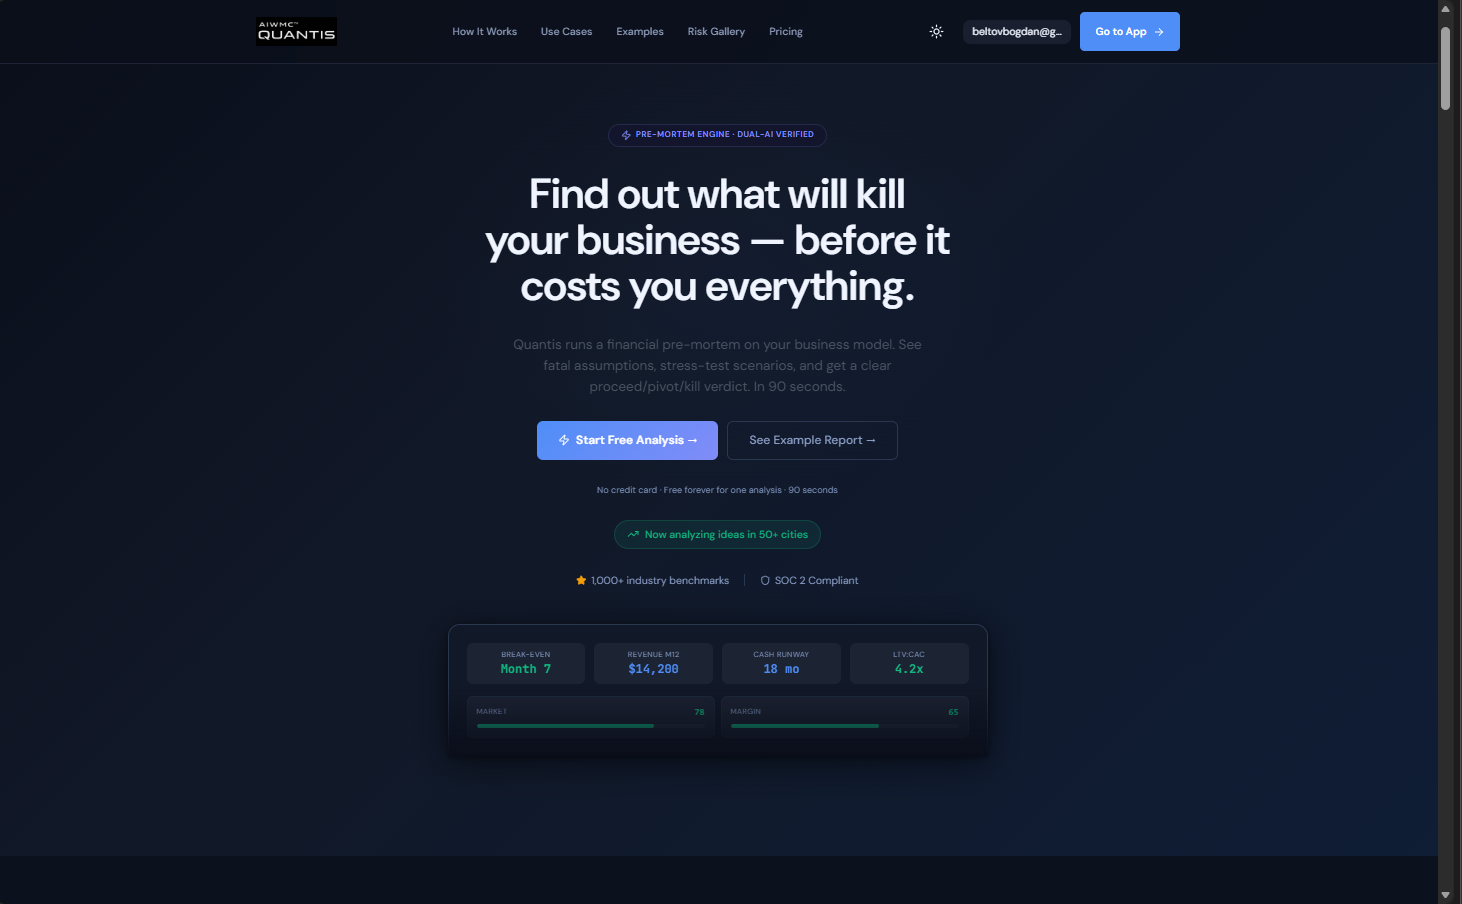 AIWMC™
QUANTIS
How It Works
Use Cases
Examples
Risk Gallery
Pricing
beltovbogdan@g...
Go to App →
PRE-MORTEM ENGINE · DUAL-AI VERIFIED
Find out what will kill
your business — before it
costs you everything.
Quantis runs a financial pre-mortem on your business model. See
fatal assumptions, stress-test scenarios, and get a clear
proceed/pivot/kill verdict. In 90 seconds.
Start Free Analysis →
See Example Report →
No credit card · Free forever for one analysis · 90 seconds
Now analyzing ideas in 50+ cities
1,000+ industry benchmarks
SOC 2 Compliant
BREAK-EVEN
Month 7
REVENUE M12
$14,200
CASH RUNWAY
18 mo
LTV:CAC
4.2x
MARKET
78
MARGIN
65